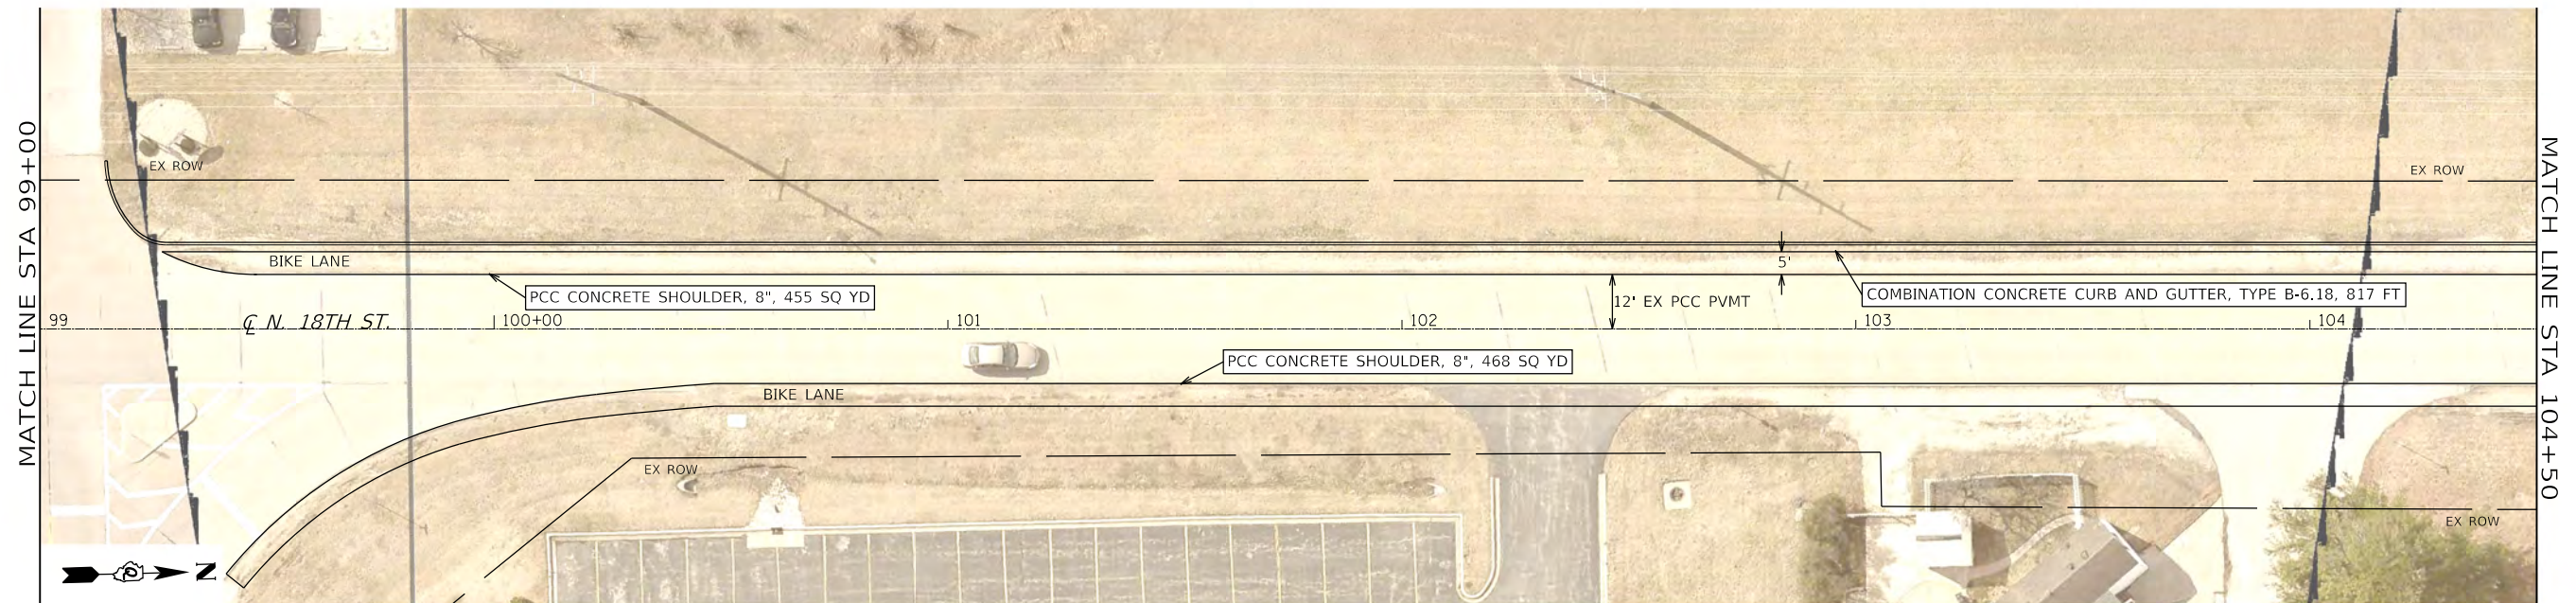 MATCH LINE STA 99+00
EX ROW
EX ROW
BIKE LANE
5'
PCC CONCRETE SHOULDER, 8", 455 SQ YD
COMBINATION CONCRETE CURB AND GUTTER, TYPE B-6.18, 817 FT
12' EX PCC PVMT
99
℄ N. 18TH ST.
100+00
101
102
103
104
PCC CONCRETE SHOULDER, 8", 468 SQ YD
BIKE LANE
EX ROW
EX ROW
N
MATCH LINE STA 104+50